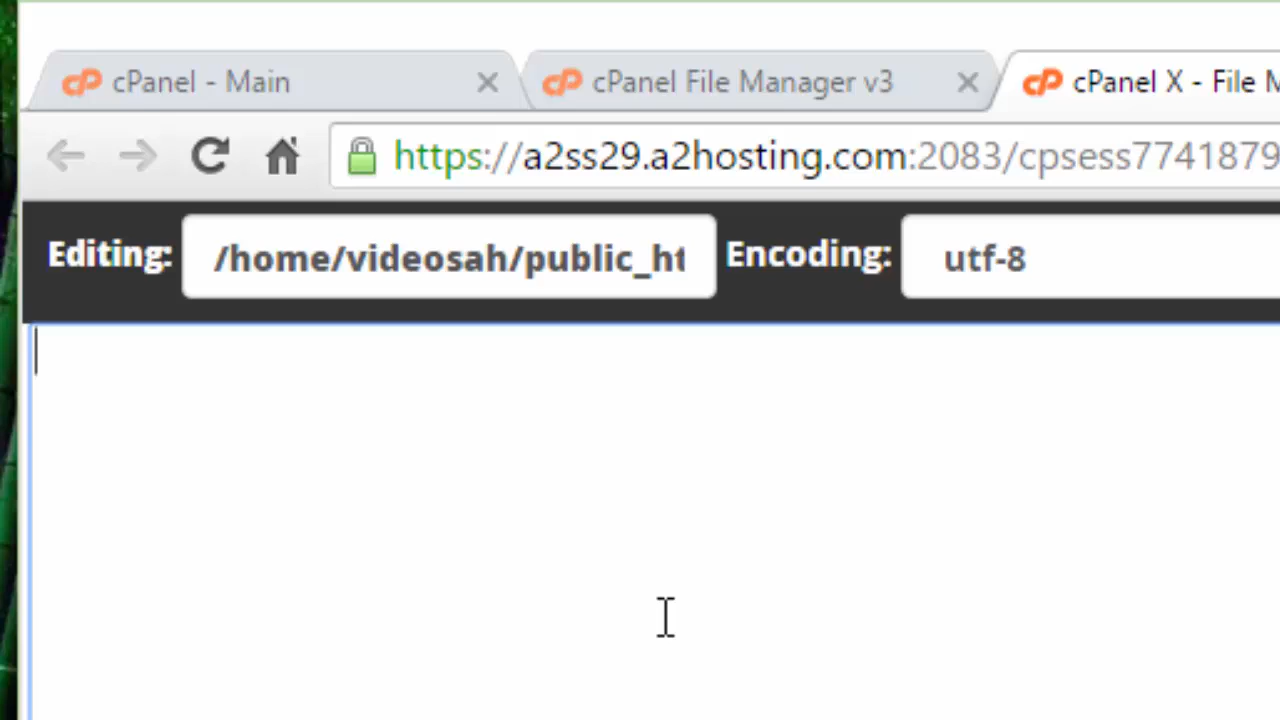 cPanel - Main
cPanel File Manager v3
cPanel X - File M
https://a2ss29.a2hosting.com:2083/cpsess7741879
Editing: /home/videosah/public_ht Encoding: utf-8